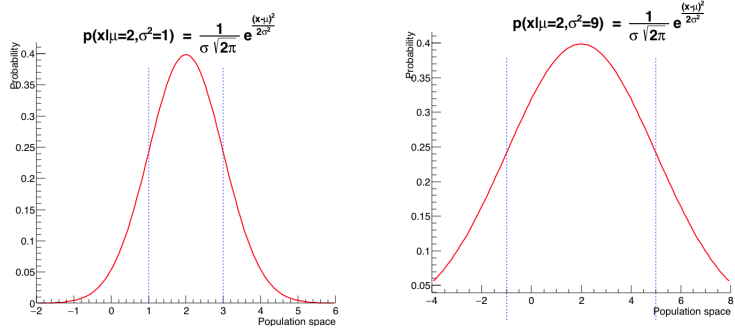 p(x|μ=2,σ²=1) = 1/(σ √2π) e^((x-μ)²/2σ²)
Probability
0.4
0.35
0.3
0.25
0.2
0.15
0.1
0.05
0
−2 −1 0 1 2 3 4 5 6
Population space
p(x|μ=2,σ²=9) = 1/(σ √2π) e^((x-μ)²/2σ²)
Probability
0.4
0.35
0.3
0.25
0.2
0.15
0.1
0.05
−4 −2 0 2 4 6 8
Population space